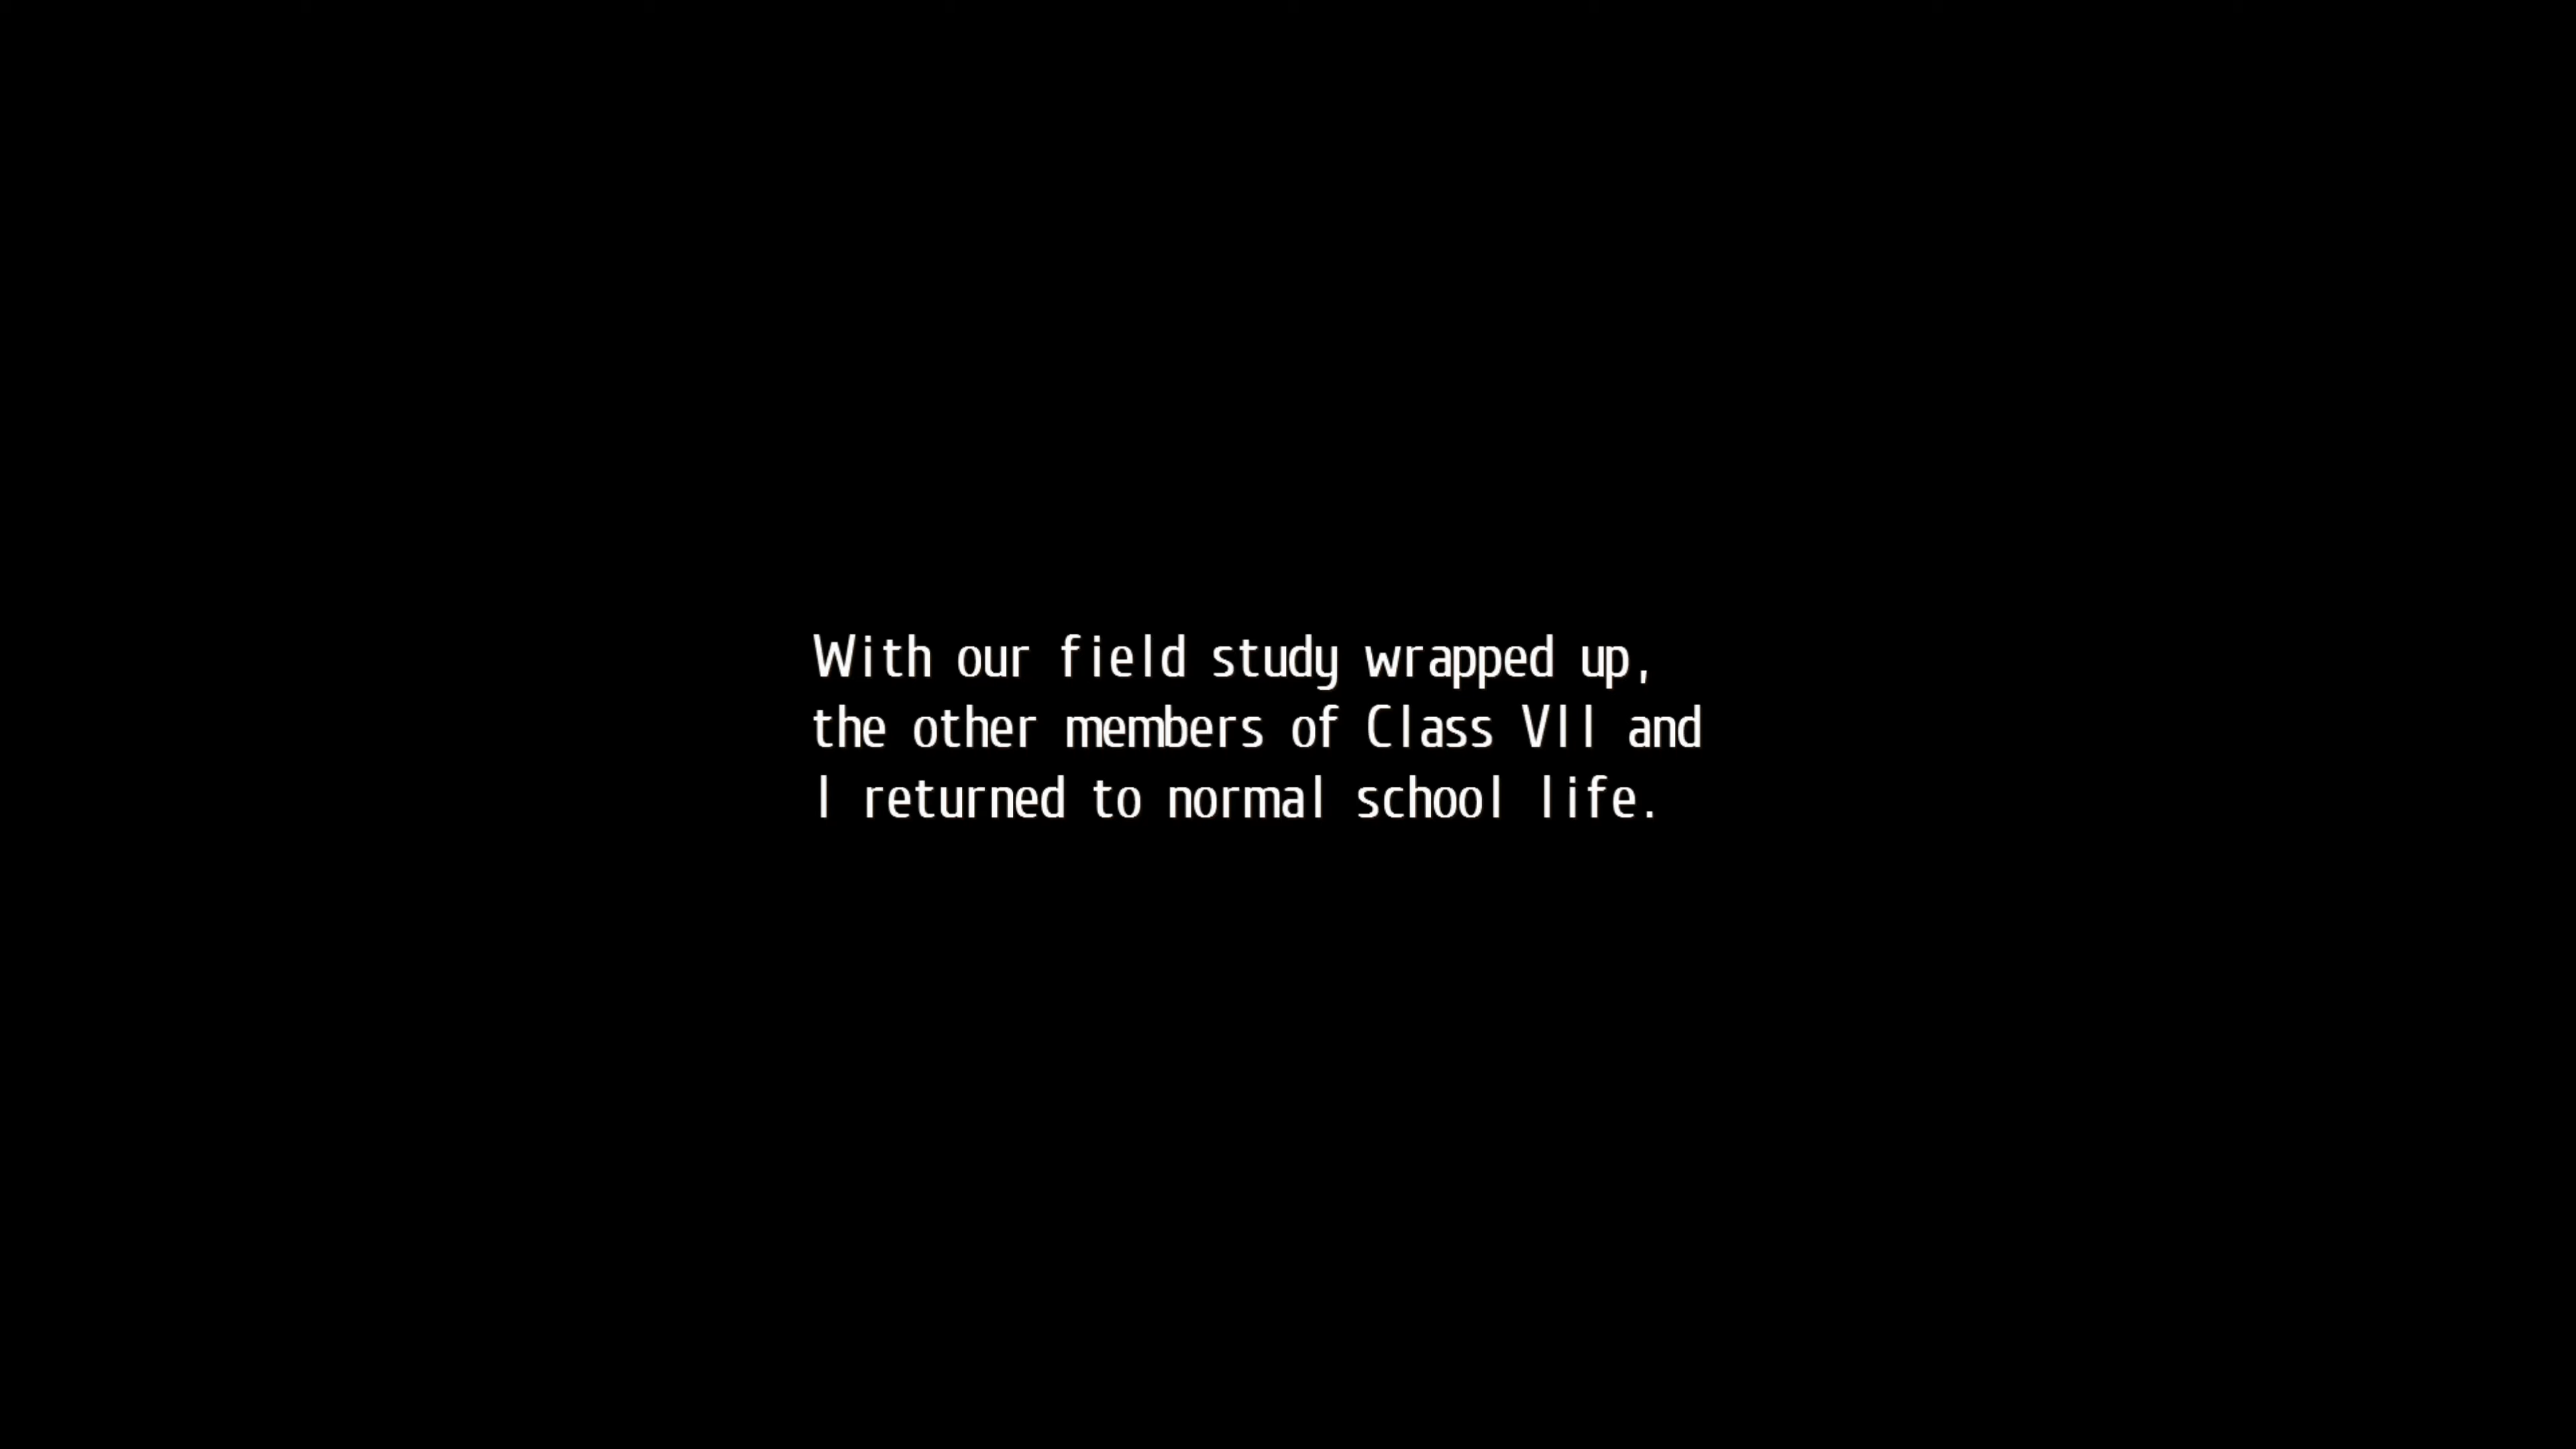 With our field study wrapped up,
the other members of Class VII and
I returned to normal school life.